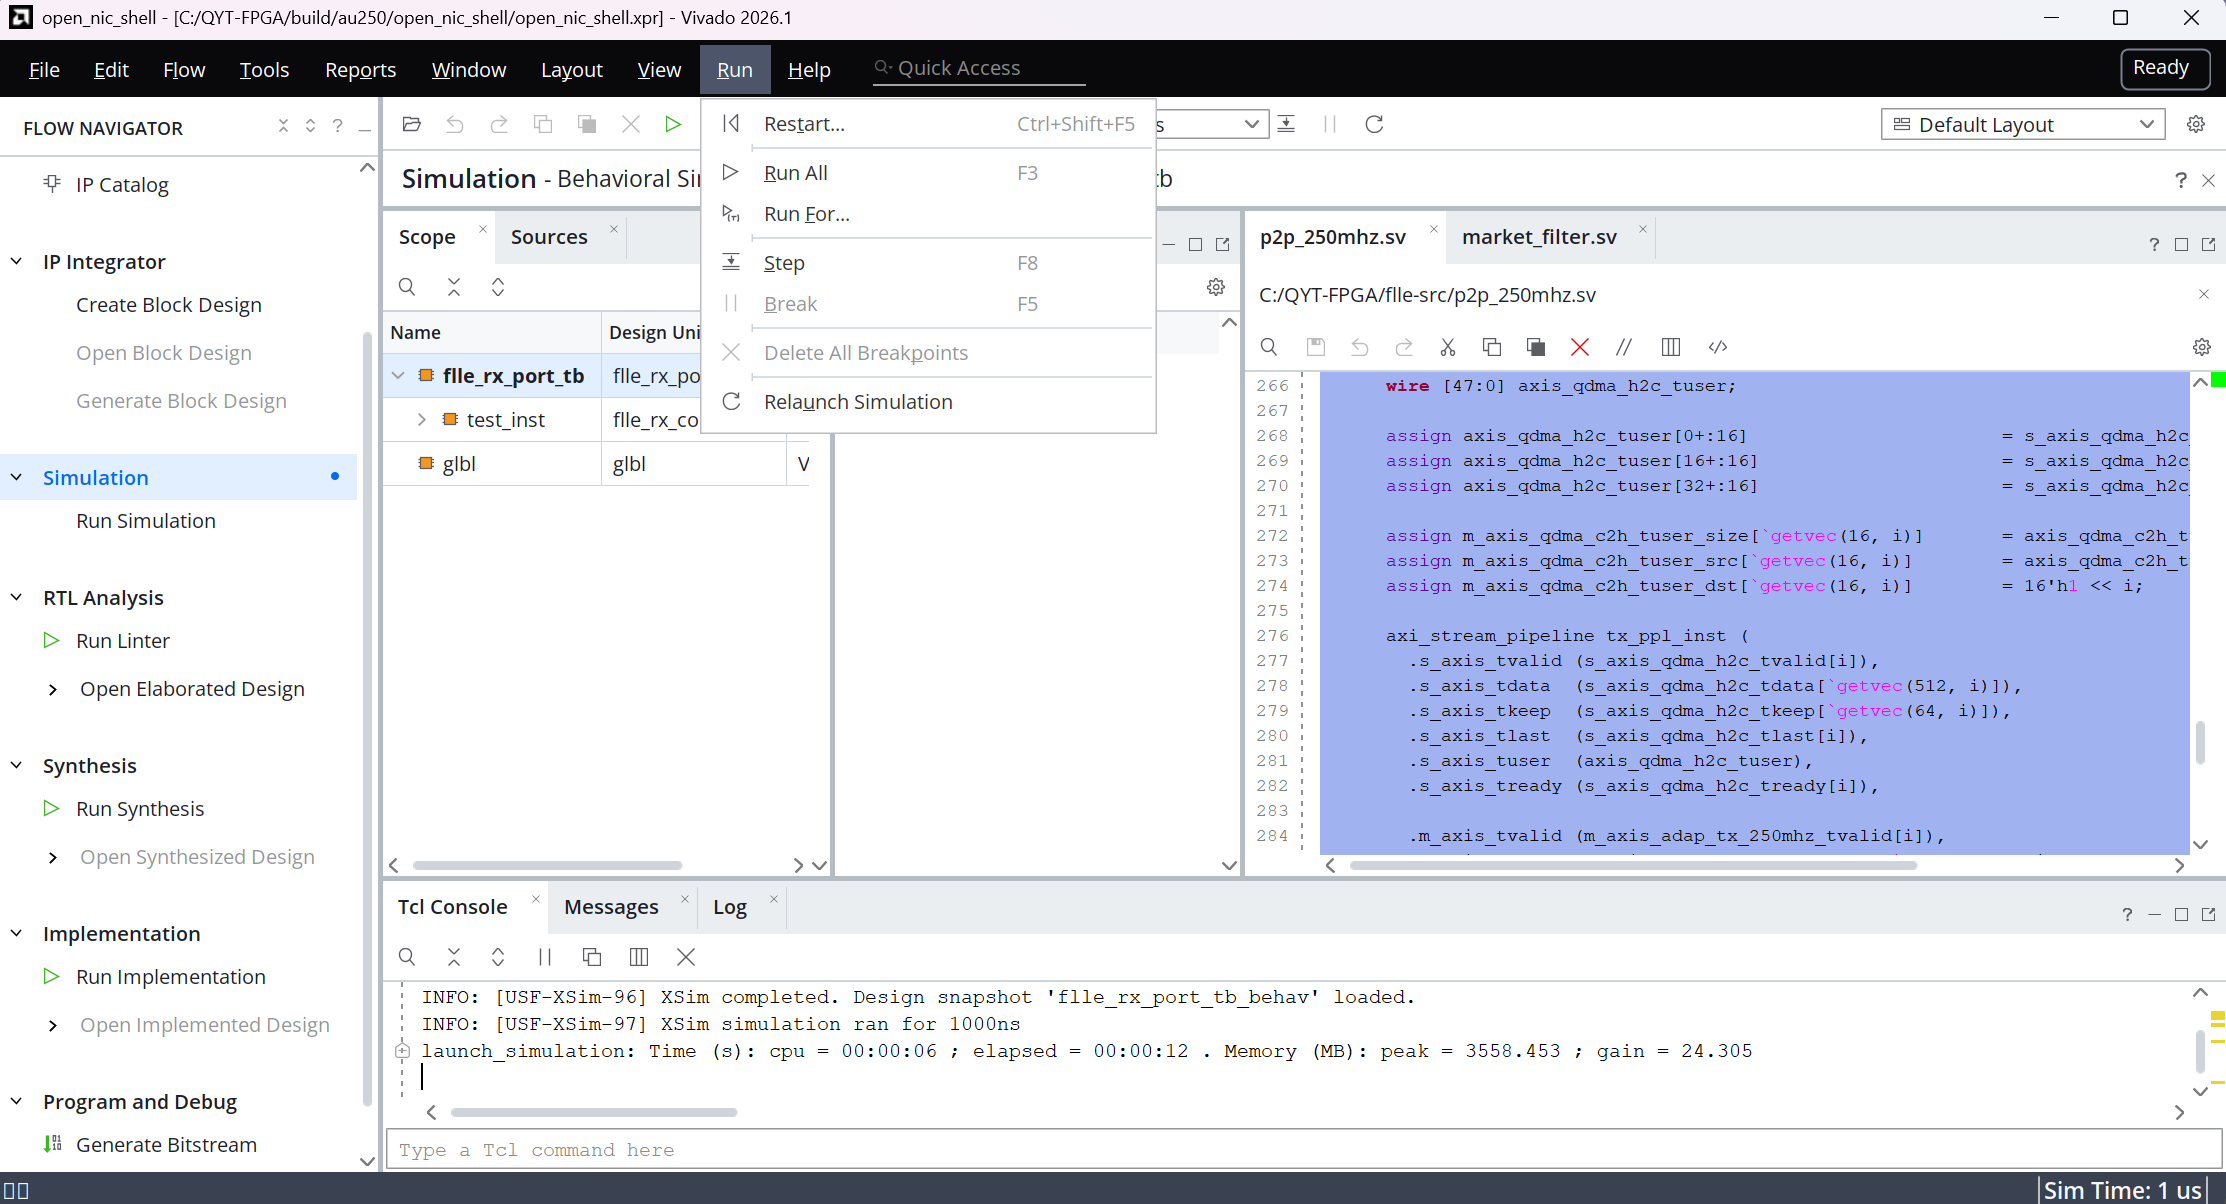 open_nic_shell - [C:/QYT-FPGA/build/au250/open_nic_shell/open_nic_shell.xpr] - Vivado 2026.1
File Edit Flow Tools Reports Window Layout View Run Help Quick Access Ready
FLOW NAVIGATOR
IP Catalog
IP Integrator
Create Block Design
Open Block Design
Generate Block Design
Simulation
Run Simulation
RTL Analysis
Run Linter
Open Elaborated Design
Synthesis
Run Synthesis
Open Synthesized Design
Implementation
Run Implementation
Open Implemented Design
Program and Debug
Generate Bitstream
s
Default Layout
Simulation - Behavioral Si
b
Restart... Ctrl+Shift+F5
Run All F3
Run For...
Step F8
Break F5
Delete All Breakpoints
Relaunch Simulation
Scope Sources
Name Design Uni
flle_rx_port_tb flle_rx_po
test_inst flle_rx_co
glbl glbl V
p2p_250mhz.sv market_filter.sv
C:/QYT-FPGA/flle-src/p2p_250mhz.sv
266 wire [47:0] axis_qdma_h2c_tuser;
267
268 assign axis_qdma_h2c_tuser[0+:16] = s_axis_qdma_h2c
269 assign axis_qdma_h2c_tuser[16+:16] = s_axis_qdma_h2c
270 assign axis_qdma_h2c_tuser[32+:16] = s_axis_qdma_h2c
271
272 assign m_axis_qdma_c2h_tuser_size[`getvec(16, i)] = axis_qdma_c2h_t
273 assign m_axis_qdma_c2h_tuser_src[`getvec(16, i)] = axis_qdma_c2h_t
274 assign m_axis_qdma_c2h_tuser_dst[`getvec(16, i)] = 16'h1 << i;
275
276 axi_stream_pipeline tx_ppl_inst (
277 .s_axis_tvalid (s_axis_qdma_h2c_tvalid[i]),
278 .s_axis_tdata (s_axis_qdma_h2c_tdata[`getvec(512, i)]),
279 .s_axis_tkeep (s_axis_qdma_h2c_tkeep[`getvec(64, i)]),
280 .s_axis_tlast (s_axis_qdma_h2c_tlast[i]),
281 .s_axis_tuser (axis_qdma_h2c_tuser),
282 .s_axis_tready (s_axis_qdma_h2c_tready[i]),
283
284 .m_axis_tvalid (m_axis_adap_tx_250mhz_tvalid[i]),
Tcl Console Messages Log
INFO: [USF-XSim-96] XSim completed. Design snapshot 'flle_rx_port_tb_behav' loaded.
INFO: [USF-XSim-97] XSim simulation ran for 1000ns
launch_simulation: Time (s): cpu = 00:00:06 ; elapsed = 00:00:12 . Memory (MB): peak = 3558.453 ; gain = 24.305
Type a Tcl command here
Sim Time: 1 us